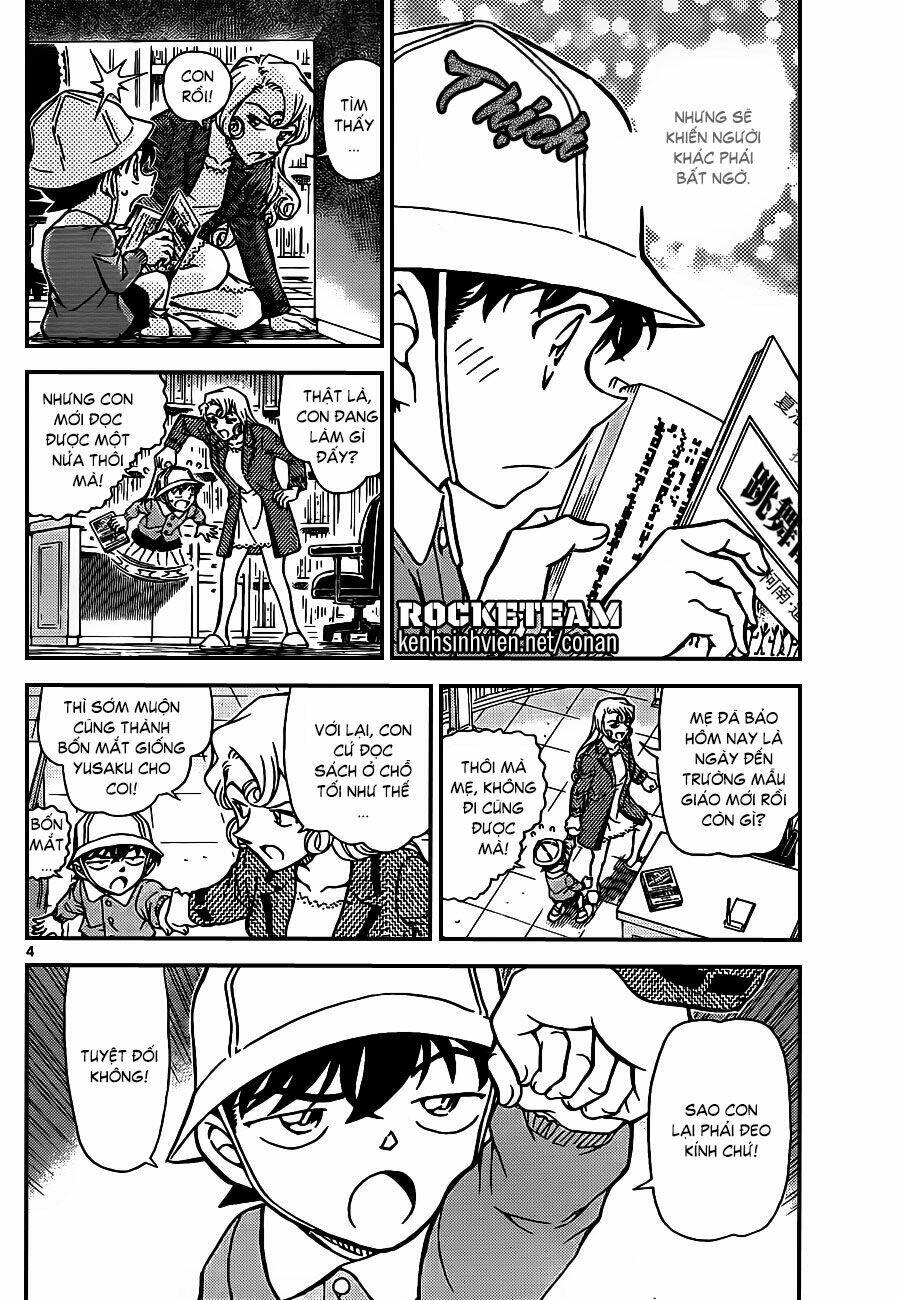 NHƯNG SẼ
KHIẾN NGƯỜI
KHÁC PHẢI
BẤT NGỜ.
Thịch
跳舞
ROCKETEAM
kenhsinhvien.net/conan
TÌM
THẤY
...
CON
RỒI!
THẬT LÀ,
CON ĐANG
LÀM GÌ
ĐẤY?
NHƯNG CON
MỚI ĐỌC
ĐƯỢC MỘT
NỬA THÔI
MÀ!
MẸ ĐÃ BẢO
HÔM NAY LÀ
NGÀY ĐẾN
TRƯỜNG MẪU
GIÁO MỚI RỒI
CÒN GÌ?
THÔI MÀ
MẸ, KHÔNG
ĐI CŨNG
ĐƯỢC
MÀ!
VỚI LẠI, CON
CỨ ĐỌC
SÁCH Ở CHỖ
TỐI NHƯ THẾ
...
THÌ SỚM MUỘN
CŨNG THÀNH
BỐN MẮT GIỐNG
YUSAKU CHO
COI!
BỐN
MẮT
4
SAO CON
LẠI PHẢI ĐEO
KÍNH CHỨ!
TUYỆT ĐỐI
KHÔNG!